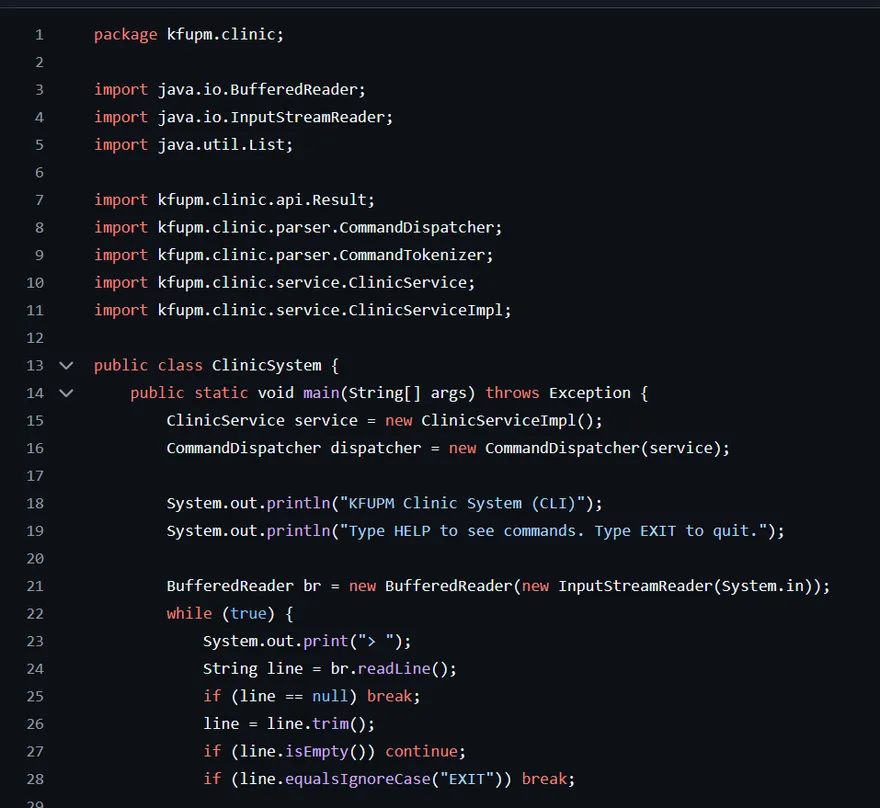 1 package kfupm.clinic;
2
3 import java.io.BufferedReader;
4 import java.io.InputStreamReader;
5 import java.util.List;
6
7 import kfupm.clinic.api.Result;
8 import kfupm.clinic.parser.CommandDispatcher;
9 import kfupm.clinic.parser.CommandTokenizer;
10 import kfupm.clinic.service.ClinicService;
11 import kfupm.clinic.service.ClinicServiceImpl;
12
13 public class ClinicSystem {
14     public static void main(String[] args) throws Exception {
15         ClinicService service = new ClinicServiceImpl();
16         CommandDispatcher dispatcher = new CommandDispatcher(service);
17
18         System.out.println("KFUPM Clinic System (CLI)");
19         System.out.println("Type HELP to see commands. Type EXIT to quit.");
20
21         BufferedReader br = new BufferedReader(new InputStreamReader(System.in));
22         while (true) {
23             System.out.print("> ");
24             String line = br.readLine();
25             if (line == null) break;
26             line = line.trim();
27             if (line.isEmpty()) continue;
28             if (line.equalsIgnoreCase("EXIT")) break;
29